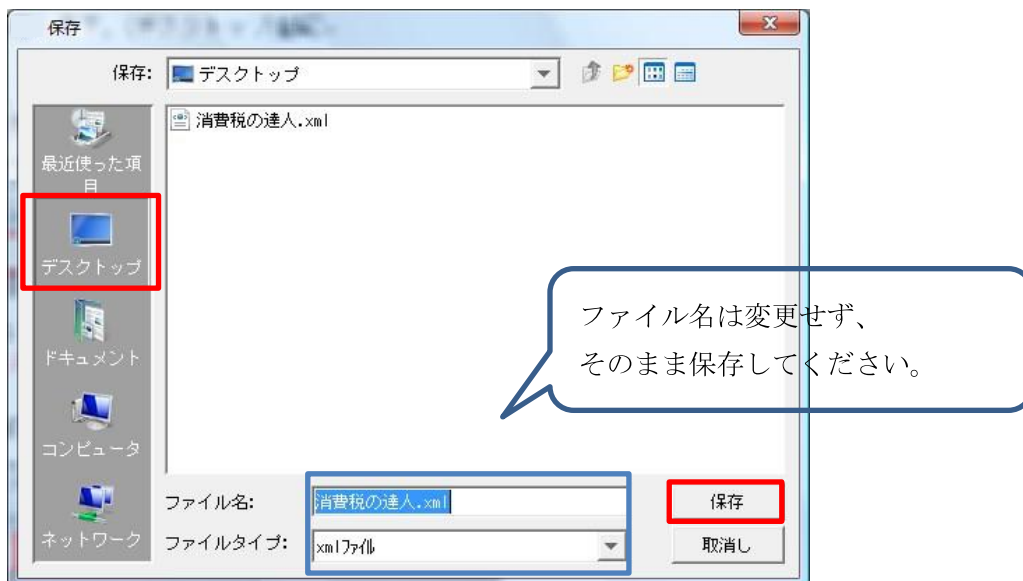 保存
保存:
デスクトップ
消費税の達人.xml
最近使った項
目
デスクトップ
ドキュメント
コンピュータ
ネットワーク
ファイル名は変更せず、
そのまま保存してください。
ファイル名:
消費税の達人.xml
保存
ファイルタイプ:
xmlファイル
取消し